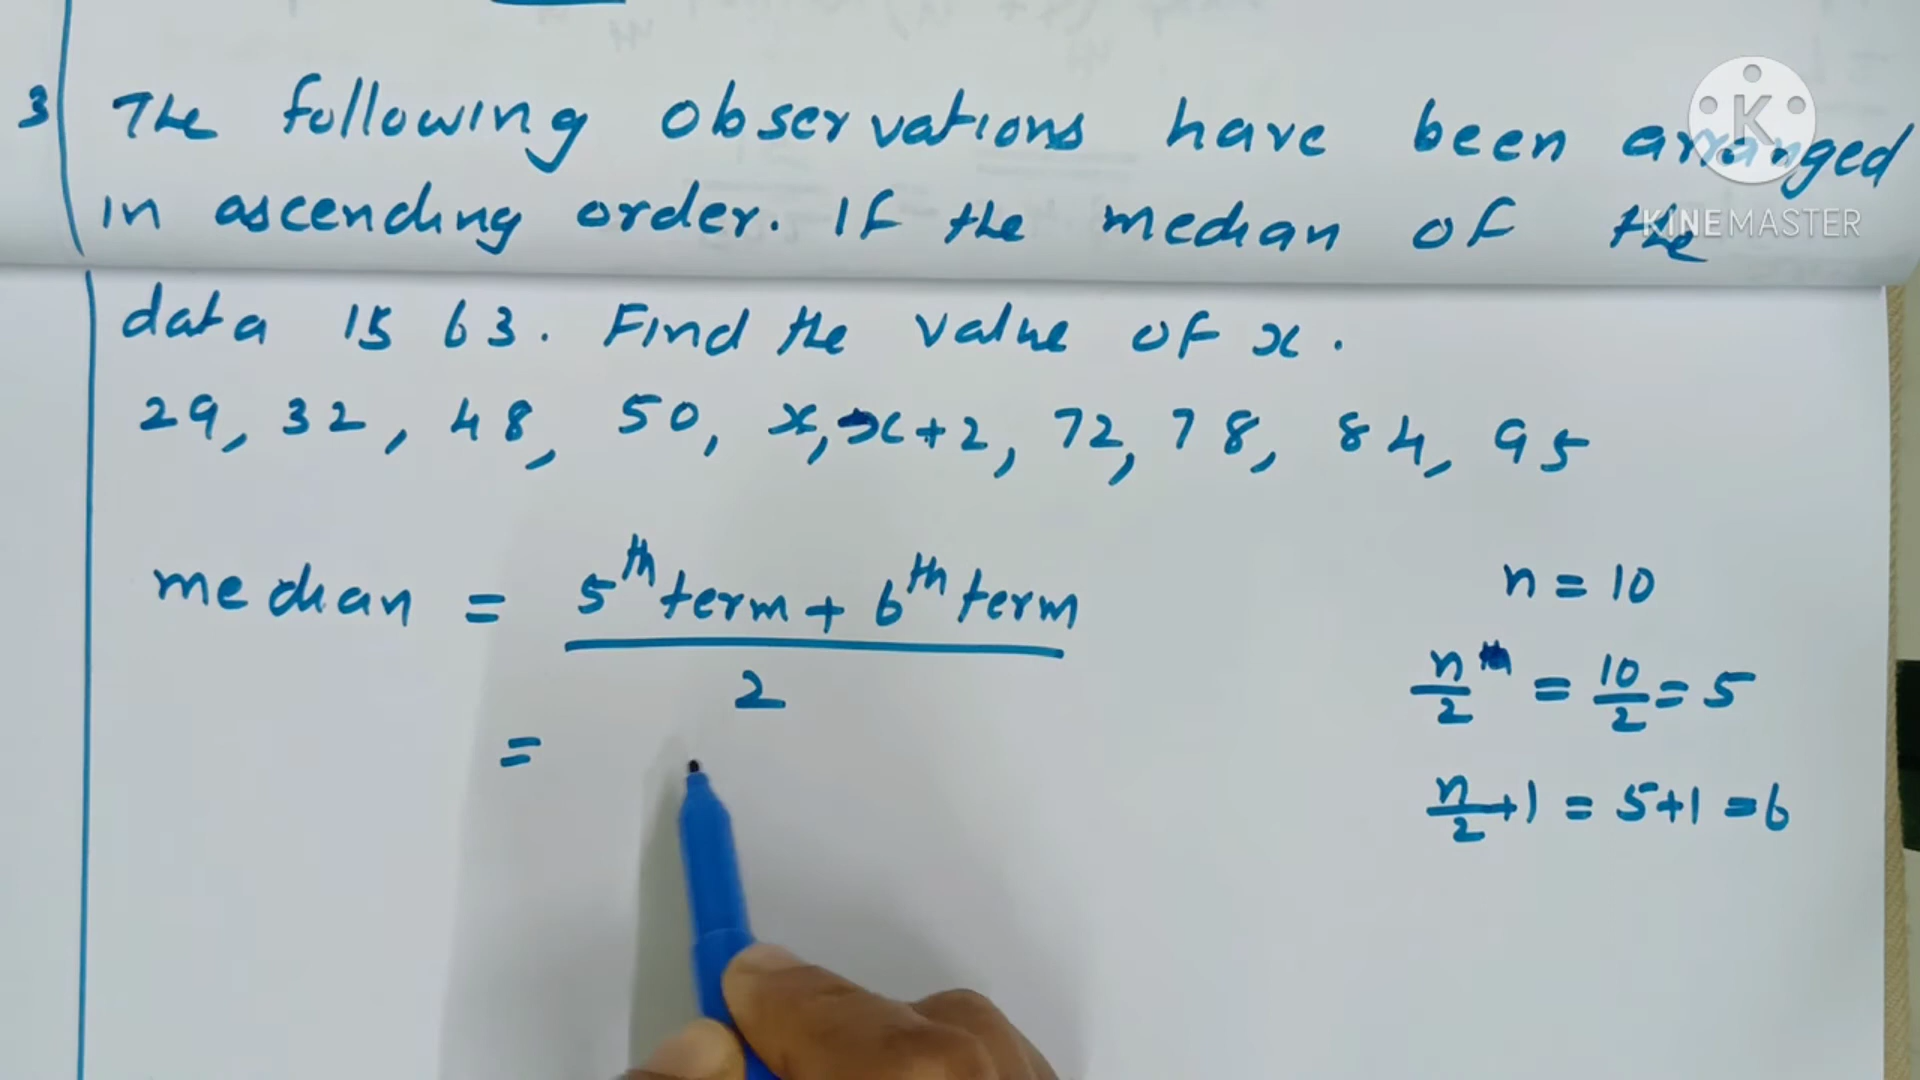 3 The following observations have been arranged
in ascending order. If the median of the
KINEMASTER
data is 63. Find the value of x.
29, 32, 48, 50, x, x+2, 72, 78, 84, 95
median = 5th term + 6th term / 2
=
n = 10
n/2 th = 10/2 = 5
n/2 + 1 = 5+1 = 6